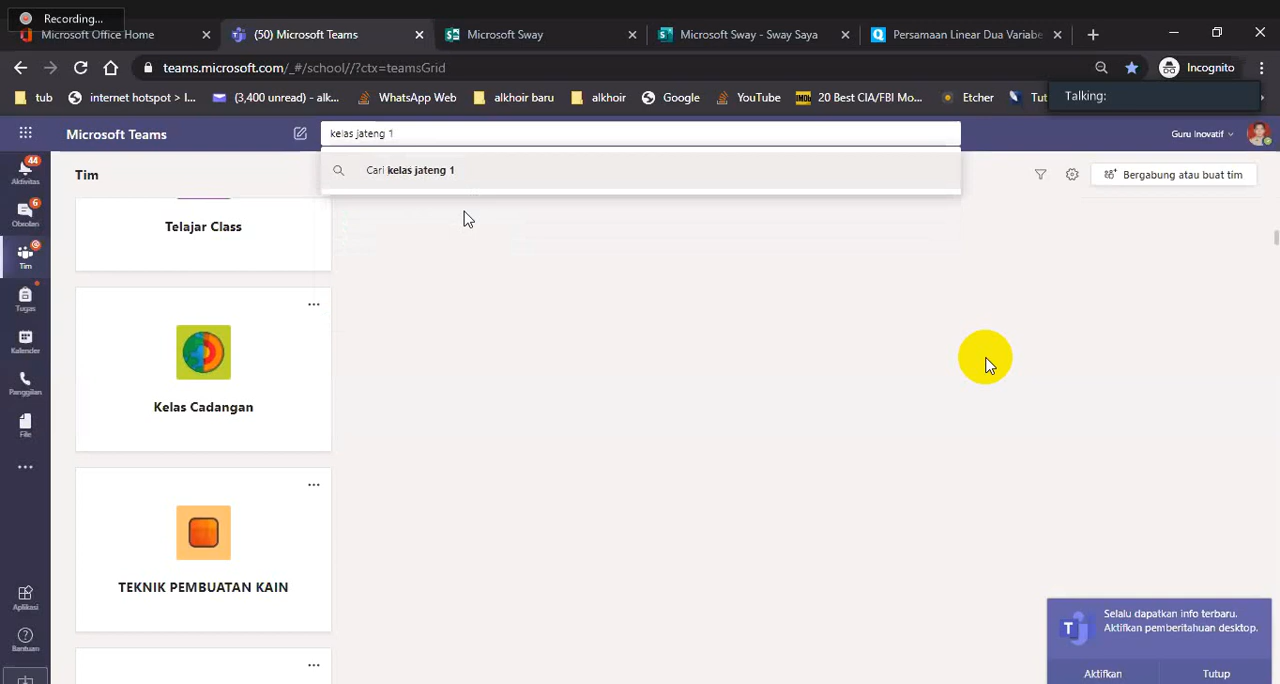 Recording...
Microsoft Office Home
(50) Microsoft Teams
Microsoft Sway
Microsoft Sway - Sway Saya
Persamaan Linear Dua Variabe
teams.microsoft.com/_#/school//?ctx=teamsGrid
Incognito
tub
internet hotspot > I...
(3,400 unread) - alk...
WhatsApp Web
alkhoir baru
alkhoir
Google
YouTube
20 Best CIA/FBI Mo...
Etcher
Tut
Talking:
Microsoft Teams
kelas jateng 1
Guru Inovatif
Cari kelas jateng 1
Tim
Bergabung atau buat tim
44
Aktivitas
6
Obrolan
Tim
Tugas
Kalender
Panggilan
File
Aplikasi
Bantuan
Telajar Class
Kelas Cadangan
TEKNIK PEMBUATAN KAIN
Selalu dapatkan info terbaru.
Aktifkan pemberitahuan desktop.
Aktifkan
Tutup